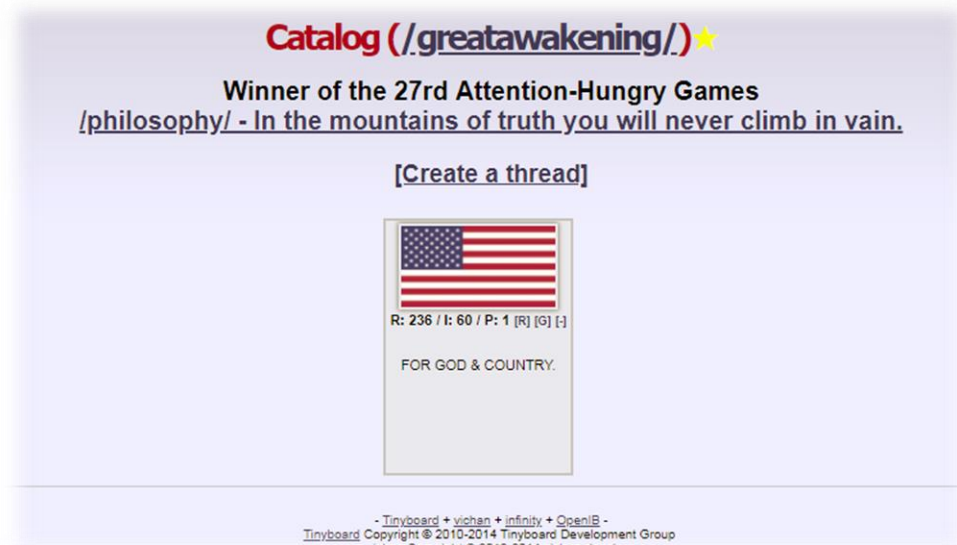 Catalog (/greatawakening/)★
Winner of the 27rd Attention-Hungry Games
/philosophy/ - In the mountains of truth you will never climb in vain.
[Create a thread]
R: 236 / I: 60 / P: 1 [R] [G] [-]
FOR GOD & COUNTRY.
- Tinyboard + vichan + infinity + OpenIB -
Tinyboard Copyright © 2010-2014 Tinyboard Development Group